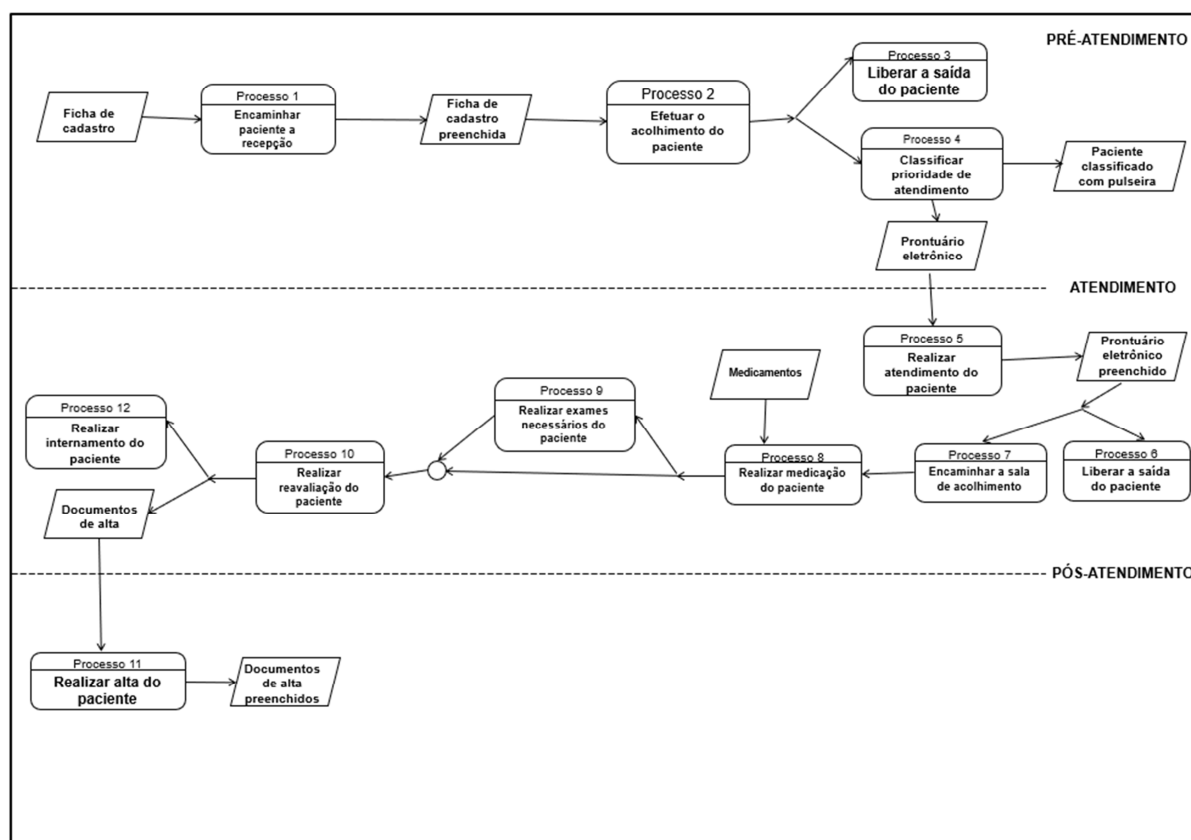 PRÉ-ATENDIMENTO
Ficha de
cadastro
Processo 1
Encaminhar
paciente a
recepção
Ficha de
cadastro
preenchida
Processo 2
Efetuar o
acolhimento do
paciente
Processo 3
Liberar a saída
do paciente
Processo 4
Classificar
prioridade de
atendimento
Paciente
classificado
com pulseira
Prontuário
eletrônico
ATENDIMENTO
Processo 5
Realizar
atendimento do
paciente
Prontuário
eletrônico
preenchido
Processo 6
Liberar a saída
do paciente
Processo 7
Encaminhar a sala
de acolhimento
Medicamentos
Processo 8
Realizar medicação
do paciente
Processo 9
Realizar exames
necessários do
paciente
Processo 10
Realizar
reavaliação do
paciente
Processo 12
Realizar
internamento do
paciente
Documentos
de alta
PÓS-ATENDIMENTO
Processo 11
Realizar alta do
paciente
Documentos
de alta
preenchidos